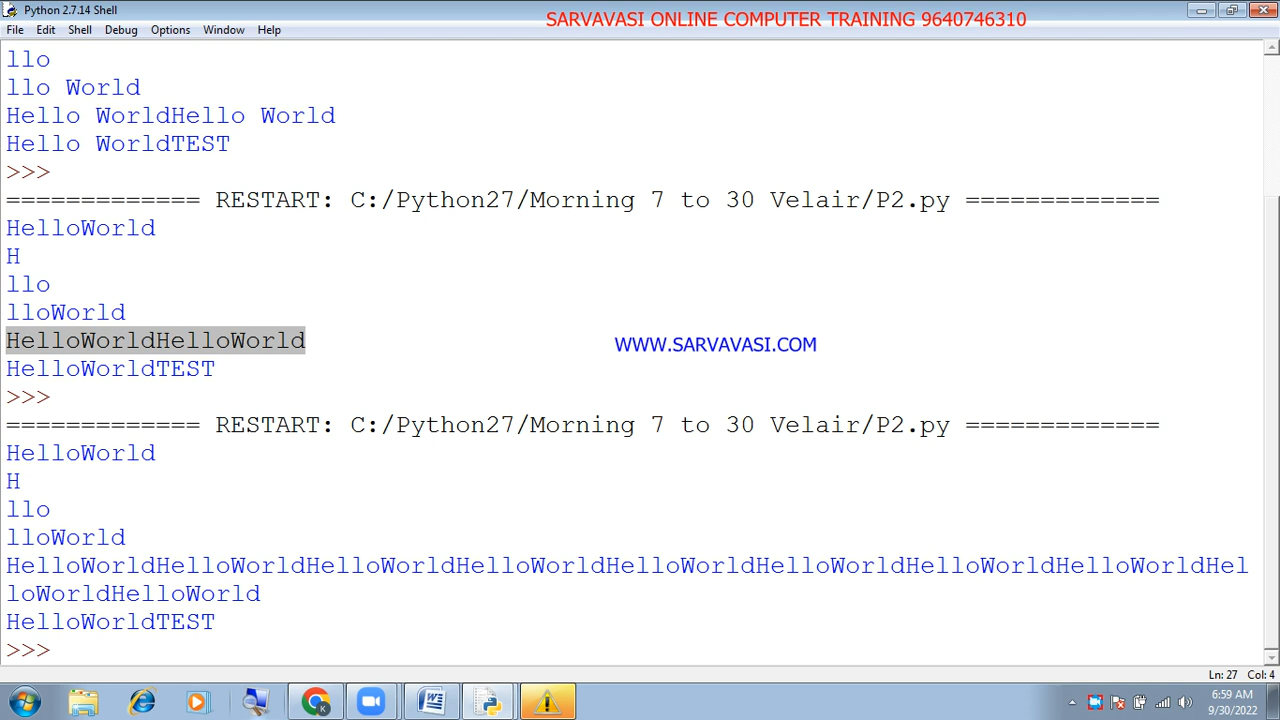 Python 2.7.14 Shell
SARVAVASI ONLINE COMPUTER TRAINING 9640746310
File Edit Shell Debug Options Window Help
llo
llo World
Hello WorldHello World
Hello WorldTEST
>>>
============= RESTART: C:/Python27/Morning 7 to 30 Velair/P2.py =============
HelloWorld
H
llo
lloWorld
HelloWorldHelloWorld
WWW.SARVAVASI.COM
HelloWorldTEST
>>>
============= RESTART: C:/Python27/Morning 7 to 30 Velair/P2.py =============
HelloWorld
H
llo
lloWorld
HelloWorldHelloWorldHelloWorldHelloWorldHelloWorldHelloWorldHelloWorldHelloWorldHel
loWorldHelloWorld
HelloWorldTEST
>>>
Ln: 27 Col: 4
6:59 AM
9/30/2022